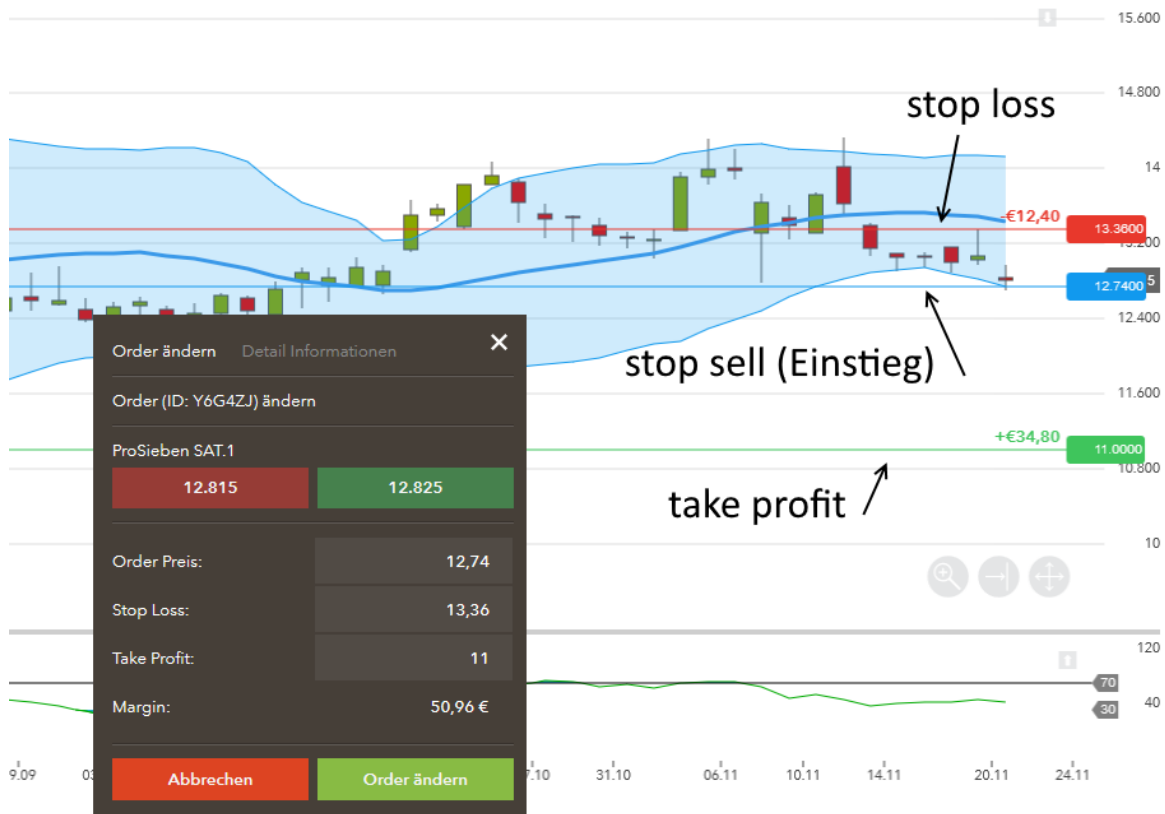 15.600
14.800
stop loss
14
-€12,40
13.3600
13.200
5
12.7400
12.400
stop sell (Einstieg)
11.600
+€34,80
11.0000
10.800
take profit
10
Order ändern Detail Informationen ×
Order (ID: Y6G4ZJ) ändern
ProSieben SAT.1
12.815 12.825
Order Preis: 12,74
Stop Loss: 13,36
Take Profit: 11
Margin: 50,96 €
Abbrechen Order ändern
120
70
40
30
9.09 03 7.10 31.10 06.11 10.11 14.11 20.11 24.11